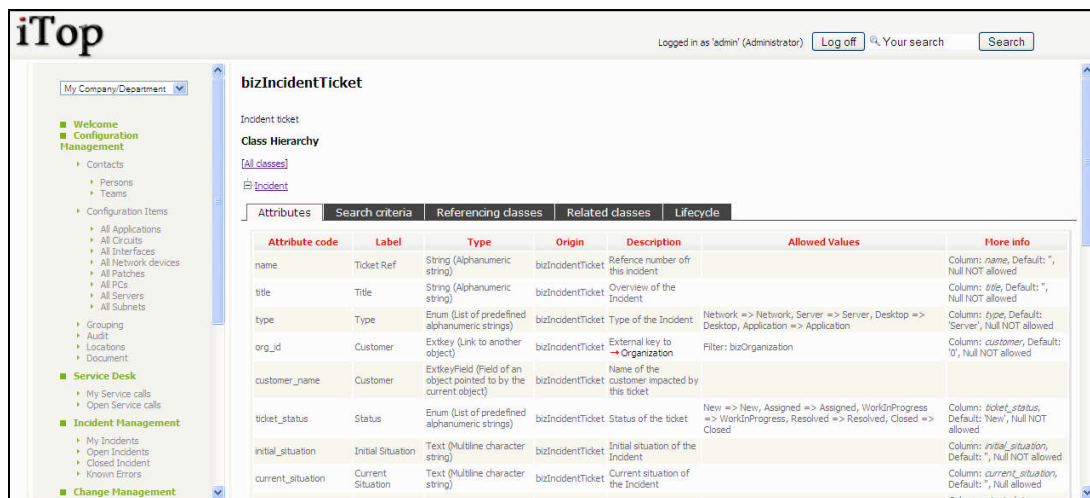 iTop
Logged in as 'admin' (Administrator) Log off Your search Search
My Company/Department
Welcome
Configuration
Management
Contacts
Persons
Teams
Configuration Items
All Applications
All Circuits
All Interfaces
All Network devices
All Patches
All PCs
All Servers
All Subnets
Grouping
Audit
Locations
Document
Service Desk
My Service calls
Open Service calls
Incident Management
My Incidents
Open Incidents
Closed Incident
Known Errors
Change Management
bizIncidentTicket
Incident ticket
Class Hierarchy
[All classes]
Incident
Attributes Search criteria Referencing classes Related classes Lifecycle
Attribute code Label Type Origin Description Allowed Values More info
name Ticket Ref String (Alphanumeric string) bizIncidentTicket Refence number ofr this incident Column: name, Default: '', Null NOT allowed
title Title String (Alphanumeric string) bizIncidentTicket Overview of the Incident Column: title, Default: '', Null NOT allowed
type Type Enum (List of predefined alphanumeric strings) bizIncidentTicket Type of the Incident Network => Network, Server => Server, Desktop => Desktop, Application => Application Column: type, Default: 'Server', Null NOT allowed
org_id Customer Extkey (Link to another object) bizIncidentTicket External key to → Organization Filter: bizOrganization Column: customer, Default: '0', Null NOT allowed
customer_name Customer ExtkeyField (Field of an object pointed to by the current object) bizIncidentTicket Name of the customer impacted by this ticket
ticket_status Status Enum (List of predefined alphanumeric strings) bizIncidentTicket Status of the ticket New => New, Assigned => Assigned, WorkInProgress => WorkInProgress, Resolved => Resolved, Closed => Closed Column: ticket_status, Default: 'New', Null NOT allowed
initial_situation Initial Situation Text (Multiline character string) bizIncidentTicket Initial situation of the Incident Column: initial_situation, Default: '', Null NOT allowed
current_situation Current Situation Text (Multiline character string) bizIncidentTicket Current situation of the Incident Column: current_situation, Default: '', Null NOT allowed